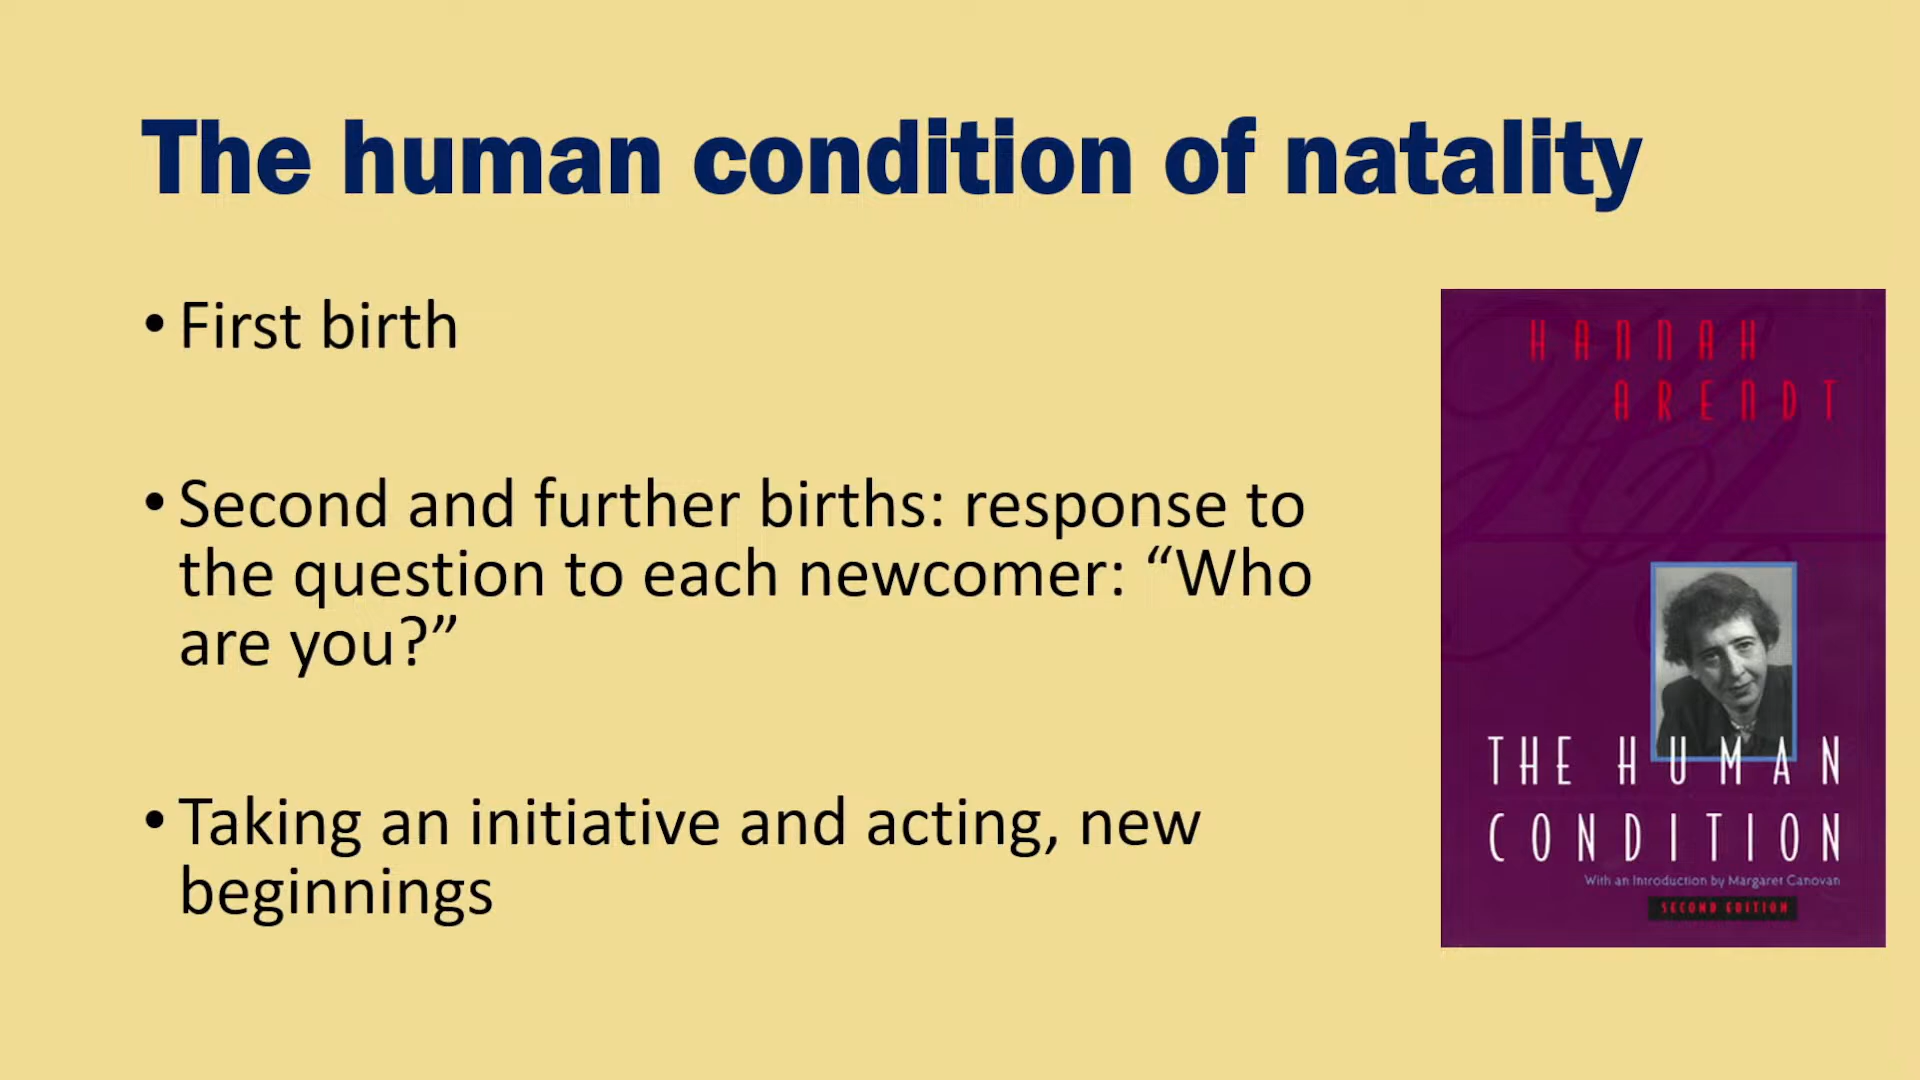 The human condition of natality
• First birth
• Second and further births: response to
the question to each newcomer: “Who
are you?”
• Taking an initiative and acting, new
beginnings
HANNAH
ARENDT
THE HUMAN
CONDITION
With an Introduction by Margaret Canovan
SECOND EDITION